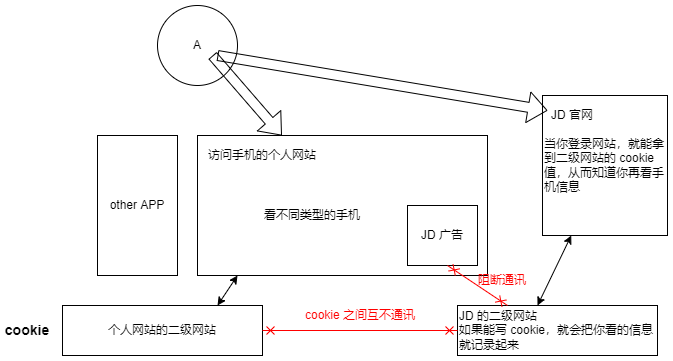 A
JD 官网
当你登录网站，就能拿
到二级网站的 cookie
值，从而知道你再看手
机信息
访问手机的个人网站
other APP
看不同类型的手机
JD 广告
阻断通讯
cookie
个人网站的二级网站
cookie 之间互不通讯
JD 的二级网站
如果能写 cookie，就会把你看的信息
就记录起来